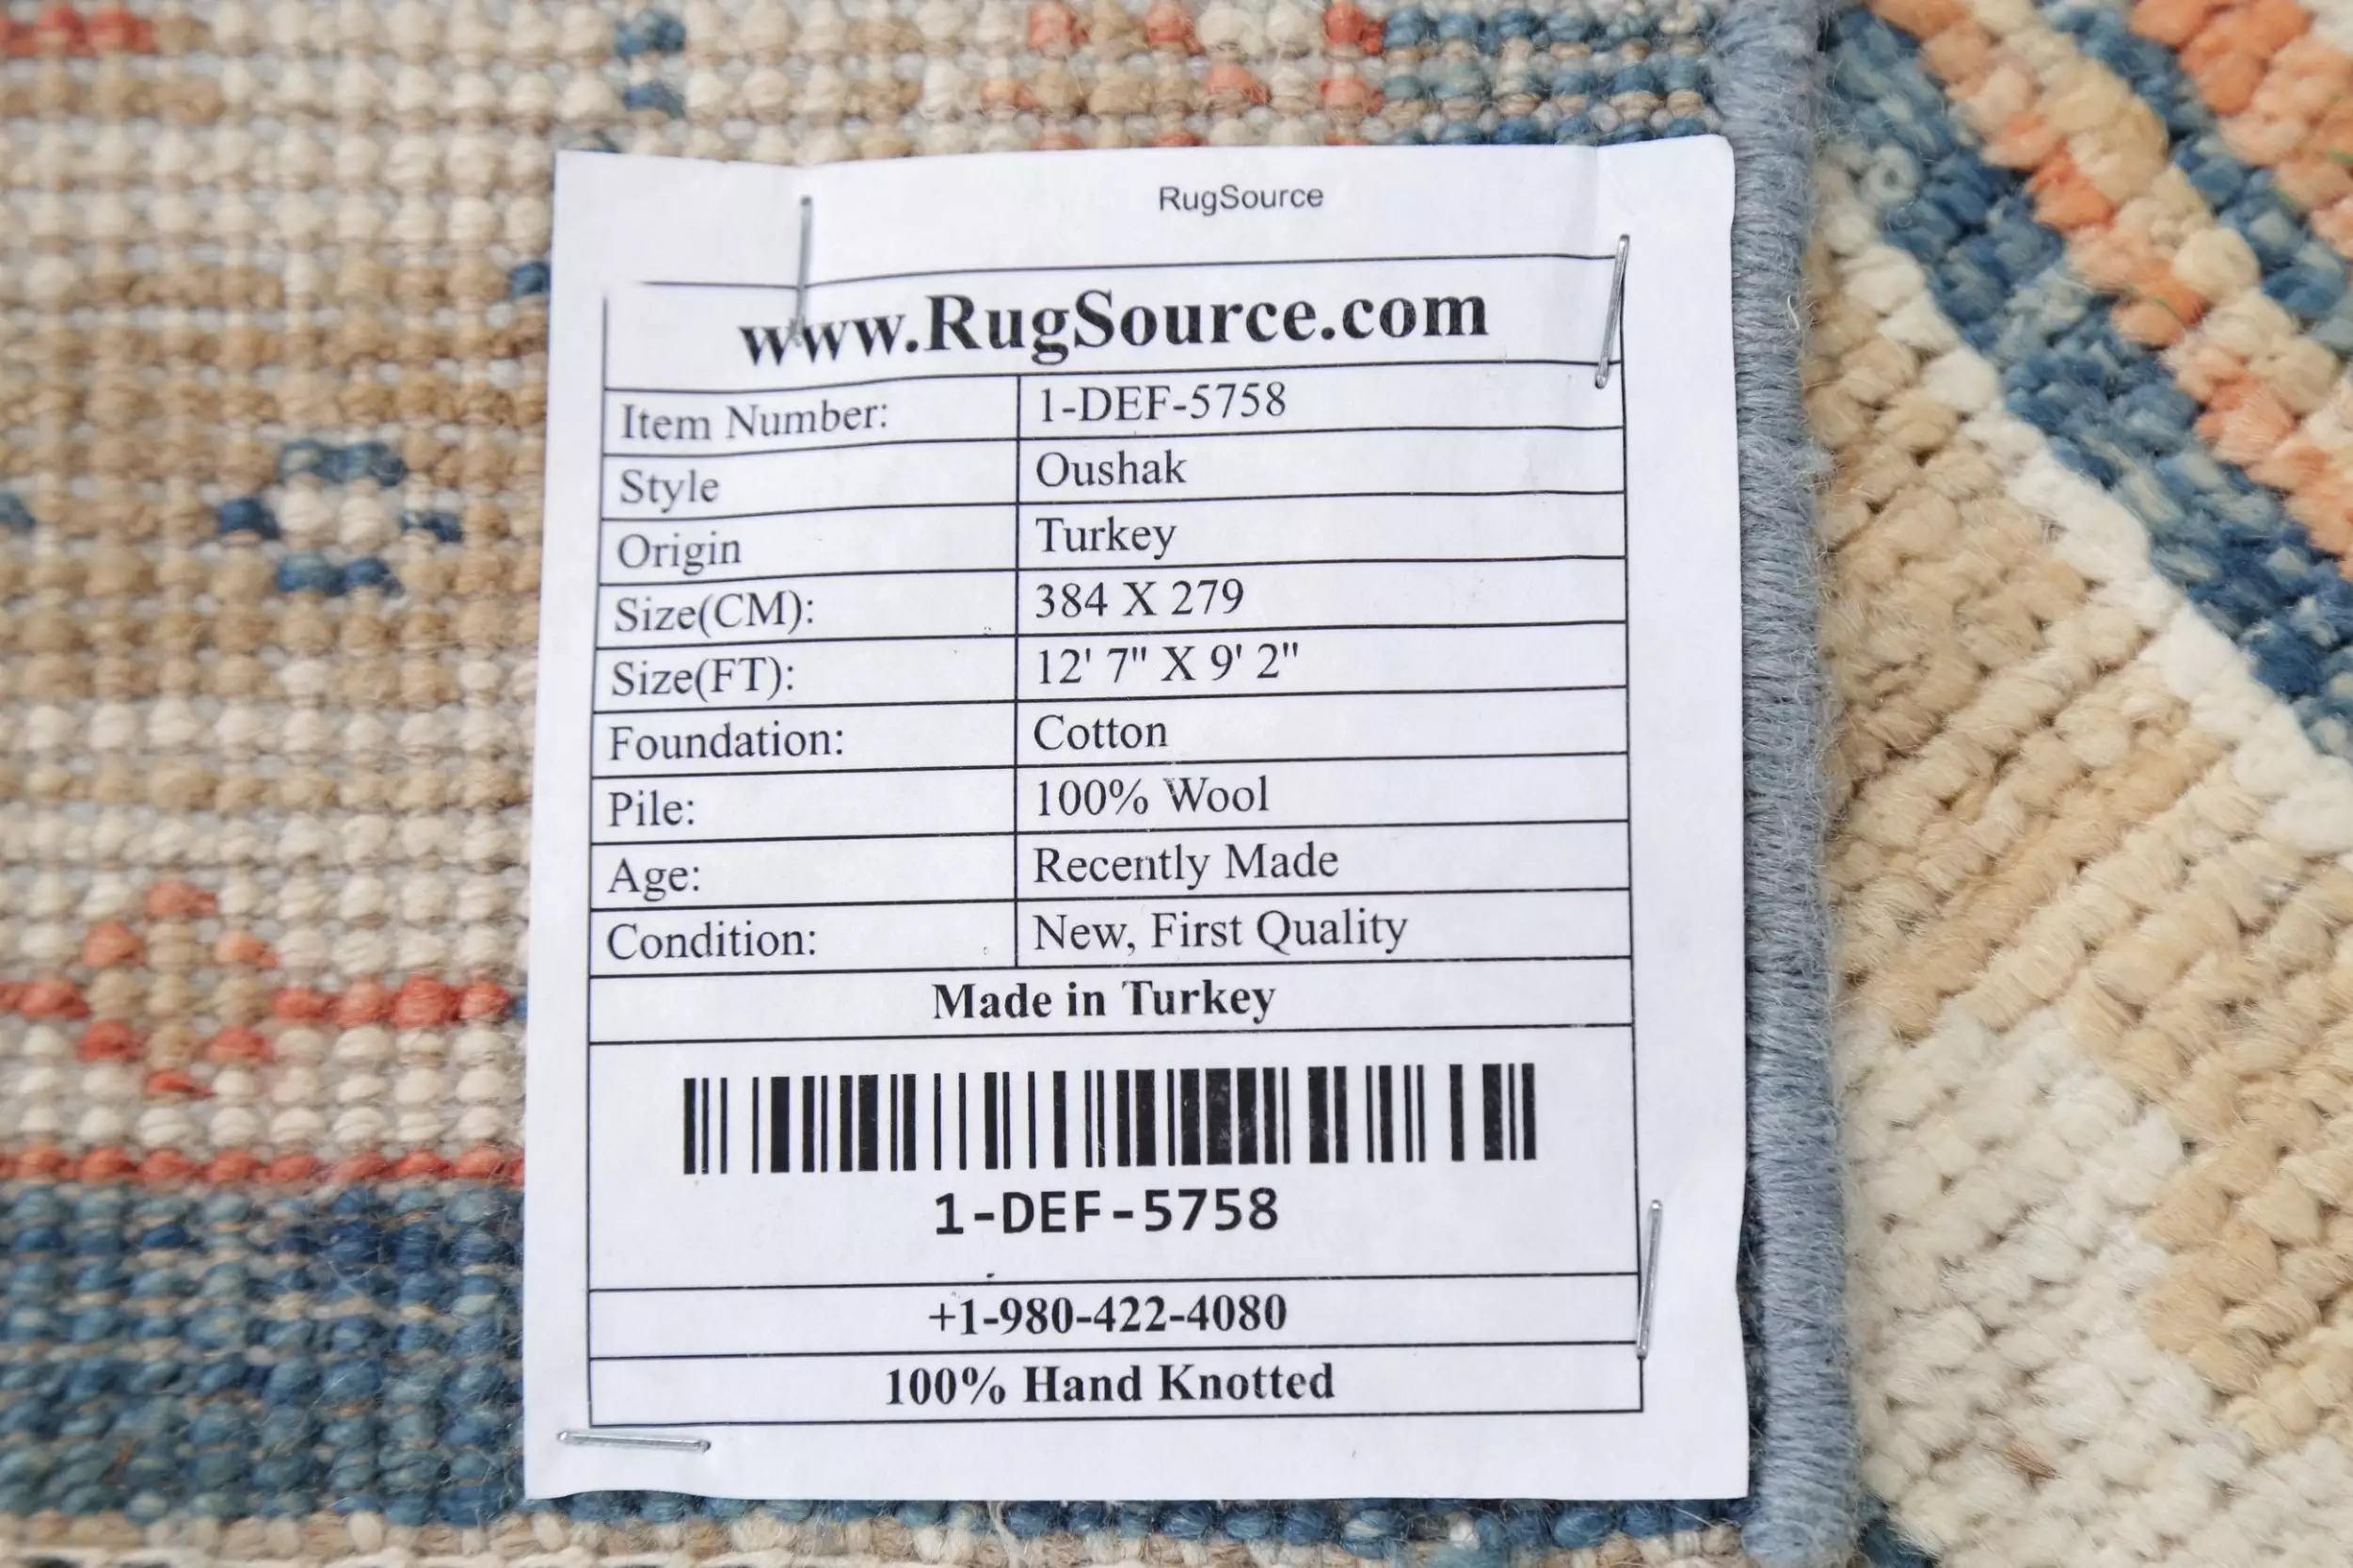 RugSource
www.RugSource.com
Item Number: 1-DEF-5758
Style Oushak
Origin Turkey
Size(CM): 384 X 279
Size(FT): 12' 7" X 9' 2"
Foundation: Cotton
Pile: 100% Wool
Age: Recently Made
Condition: New, First Quality
Made in Turkey
1-DEF-5758
+1-980-422-4080
100% Hand Knotted